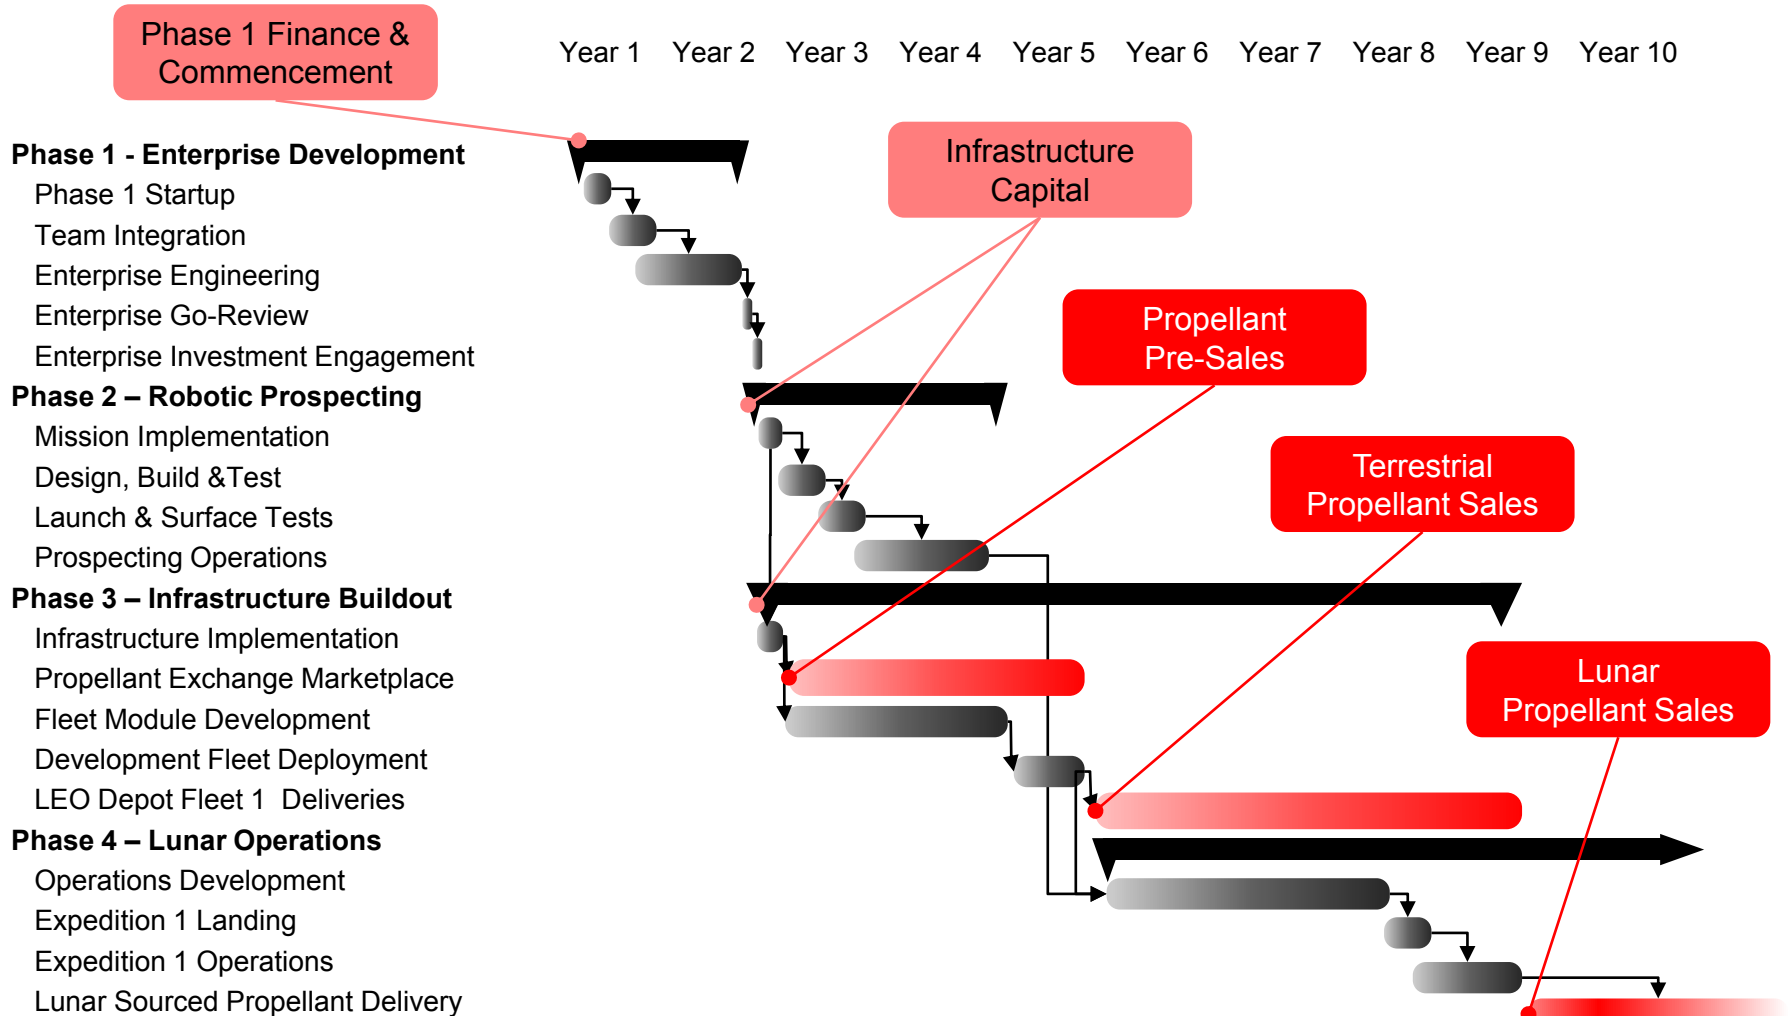 Phase 1 Finance &
Commencement
Year 1 Year 2 Year 3 Year 4 Year 5 Year 6 Year 7 Year 8 Year 9 Year 10
Phase 1 - Enterprise Development
Infrastructure
Capital
Phase 1 Startup
Team Integration
Enterprise Engineering
Enterprise Go-Review
Propellant
Pre-Sales
Enterprise Investment Engagement
Phase 2 – Robotic Prospecting
Mission Implementation
Design, Build &Test
Terrestrial
Propellant Sales
Launch & Surface Tests
Prospecting Operations
Phase 3 – Infrastructure Buildout
Infrastructure Implementation
Propellant Exchange Marketplace
Lunar
Propellant Sales
Fleet Module Development
Development Fleet Deployment
LEO Depot Fleet 1  Deliveries
Phase 4 – Lunar Operations
Operations Development
Expedition 1 Landing
Expedition 1 Operations
Lunar Sourced Propellant Delivery